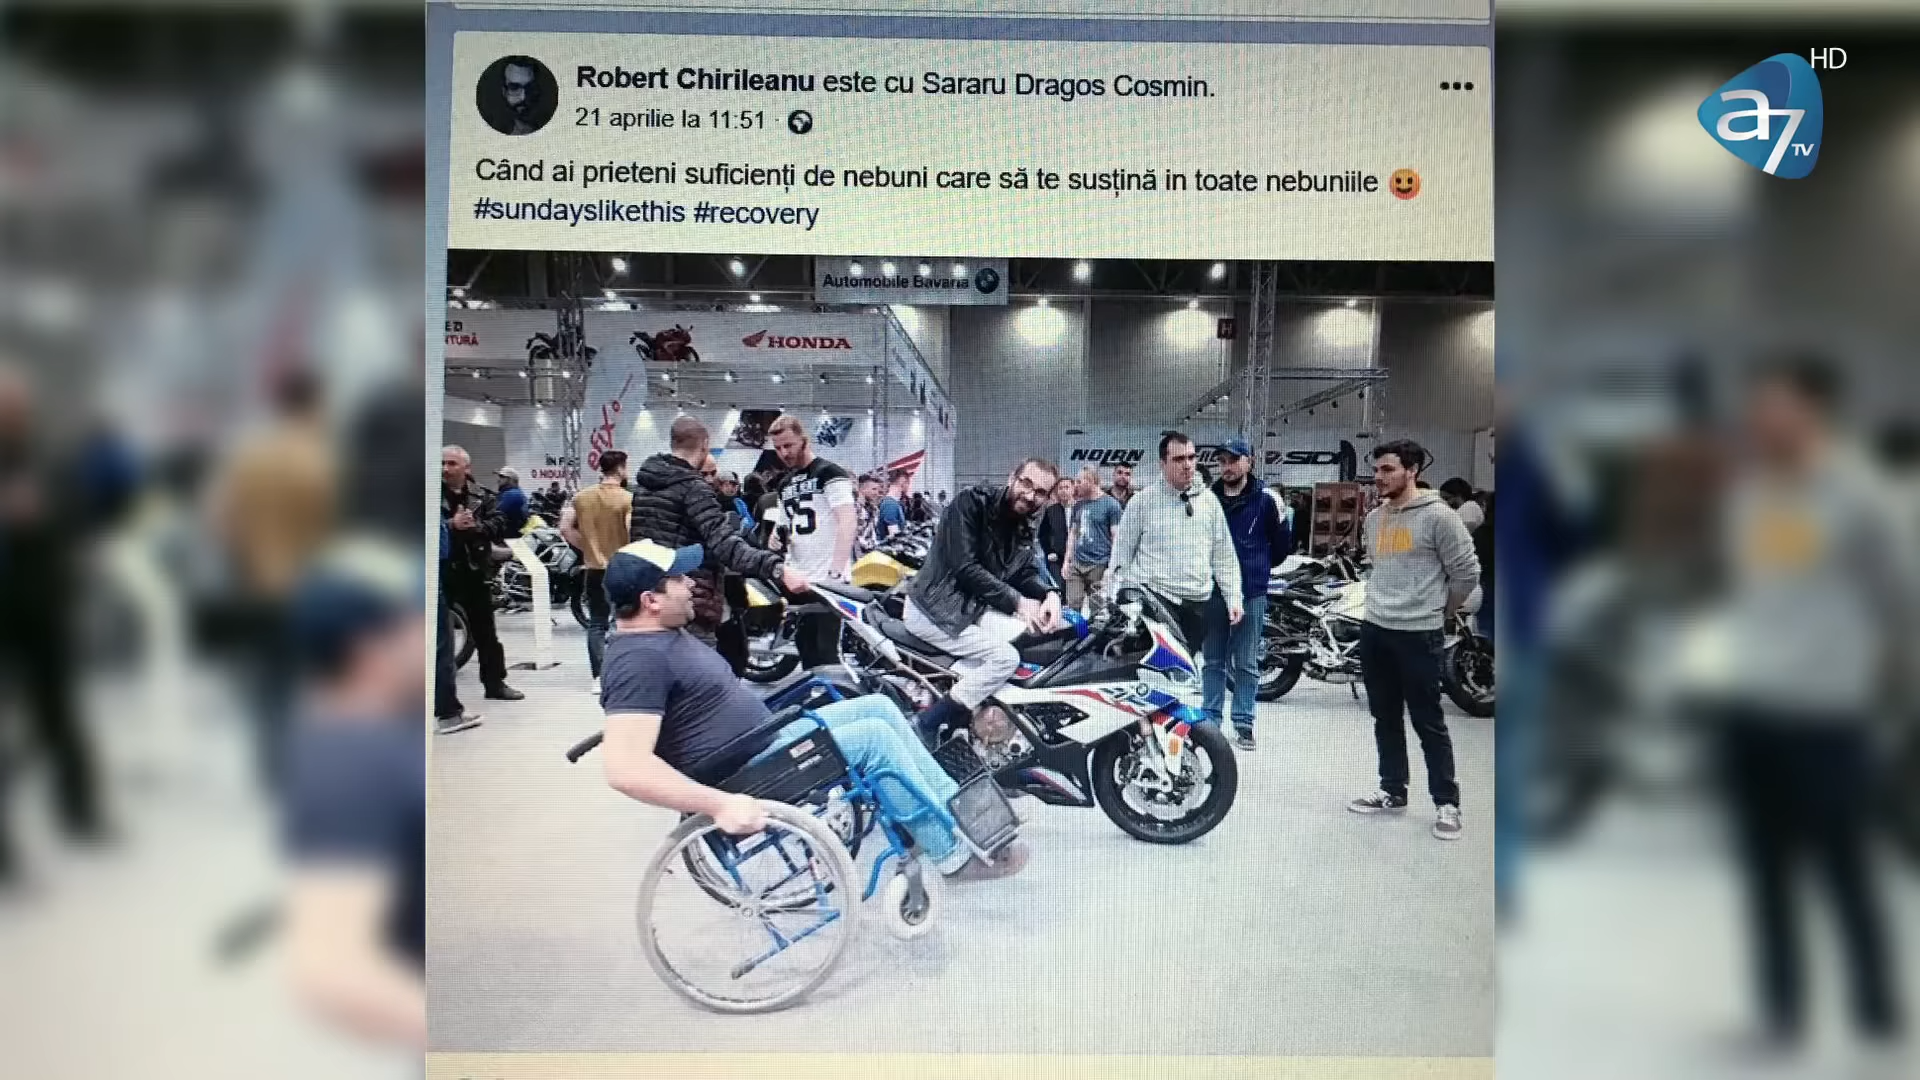 HD
a7
TV
Robert Chirileanu este cu Sararu Dragos Cosmin.
21 aprilie la 11:51 ·
Când ai prieteni suficienți de nebuni care să te susțină in toate nebuniile
#sundayslikethis #recovery
Automobile Bavaria
HONDA
H
NOLAN